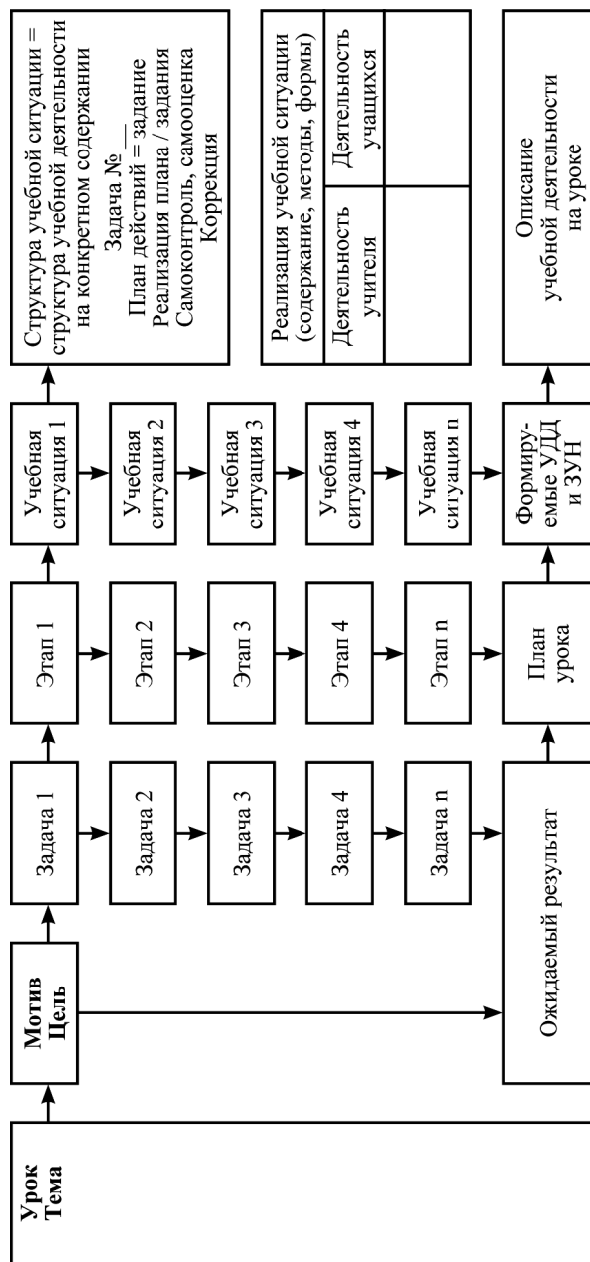 Урок
Тема
Мотив
Цель
Ожидаемый результат
Задача 1
Задача 2
Задача 3
Задача 4
Задача n
Этап 1
Этап 2
Этап 3
Этап 4
Этап n
План
урока
Учебная
ситуация 1
Учебная
ситуация 2
Учебная
ситуация 3
Учебная
ситуация 4
Учебная
ситуация n
Формиру-
емые УДД
и ЗУН
Структура учебной ситуации =
структура учебной деятельности
на конкретном содержании
Задача № __
План действий = задание
Реализация плана / задания
Самоконтроль, самооценка
Коррекция
Реализация учебной ситуации
(содержание, методы, формы)
Деятельность
учителя
Деятельность
учащихся
Описание
учебной деятельности
на уроке